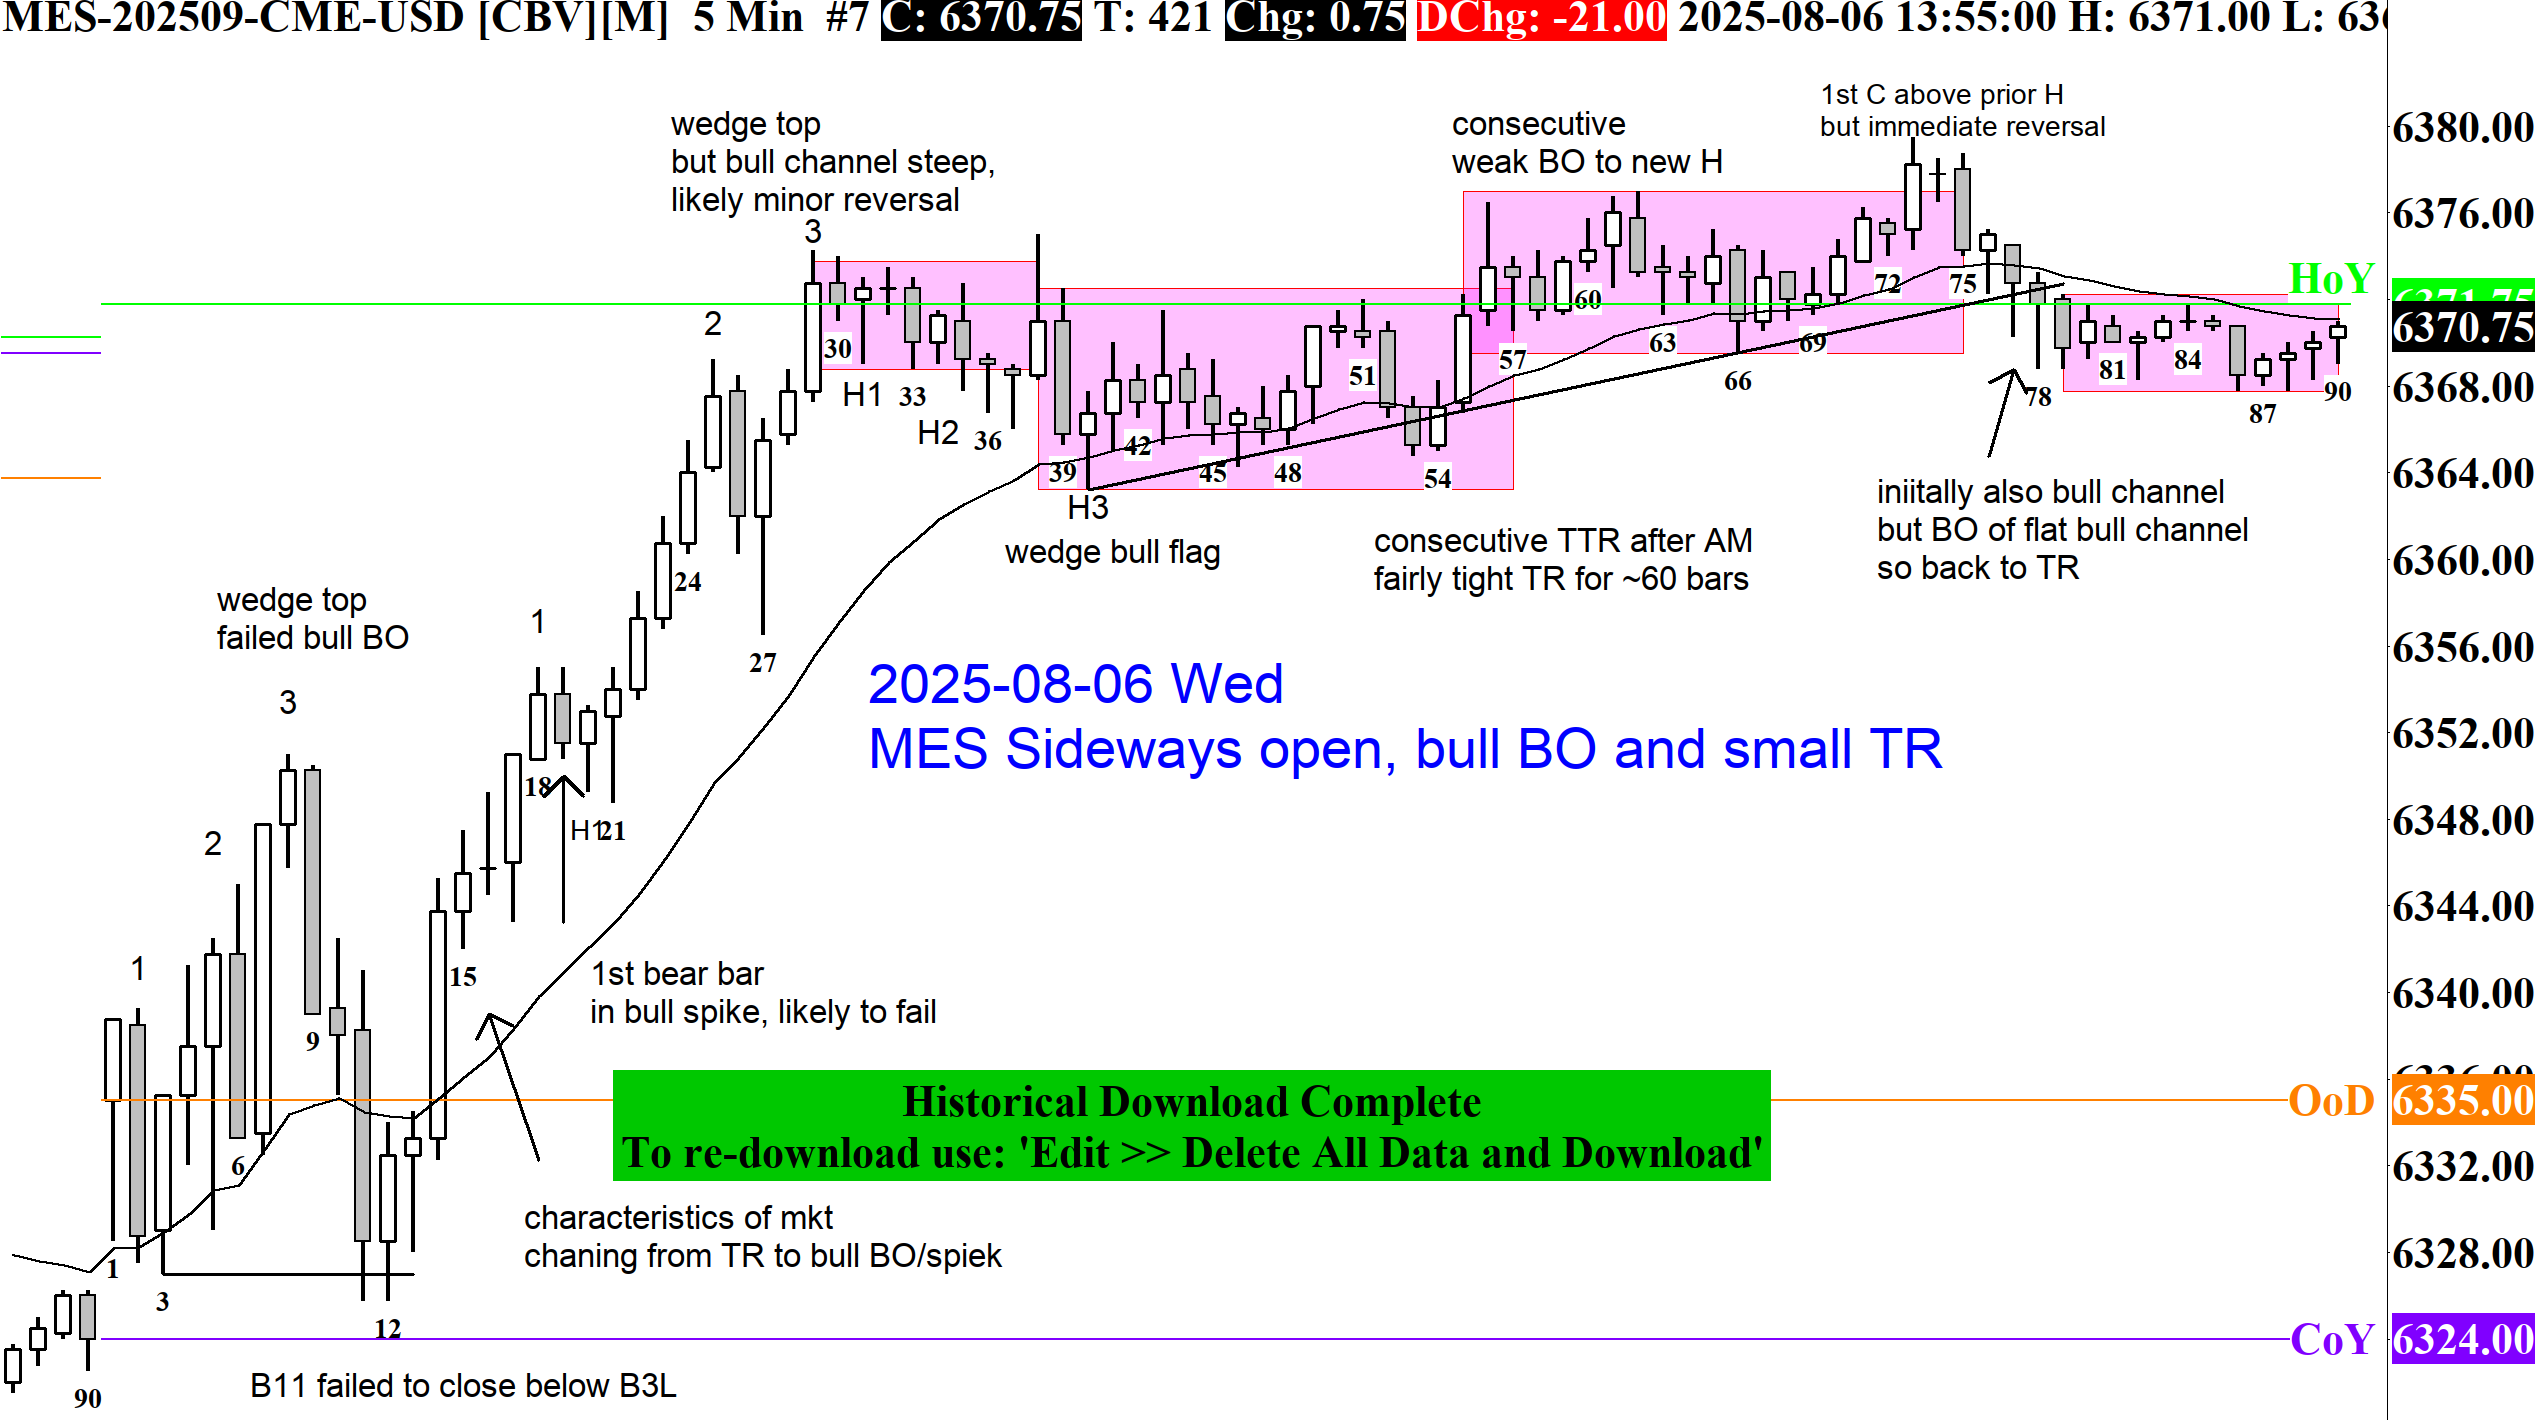 MES-202509-CME-USD [CBV][M] 5 Min #7 C: 6370.75 T: 421 Chg: 0.75 DChg: -21.00 2025-08-06 13:55:00 H: 6371.00 L:
1st C above prior H
but immediate reversal
wedge top
but bull channel steep,
likely minor reversal
consecutive
weak BO to new H
6380.00
6376.00
HoY
6371.75
6370.75
6368.00
6364.00
6360.00
6356.00
6352.00
6348.00
6344.00
6340.00
6336.00
OoD 6335.00
6332.00
6328.00
CoY 6324.00
3
2
1
30
H1
33
H2
36
39
H3
42
45
48
51
54
57
60
63
66
69
72
75
78
81
84
87
90
wedge bull flag
consecutive TTR after AM
fairly tight TR for ~60 bars
iniitally also bull channel
but BO of flat bull channel
so back to TR
wedge top
failed bull BO
3
2
1
24
27
18
H1
21
15
9
6
1
3
12
90
2025-08-06 Wed
MES Sideways open, bull BO and small TR
1st bear bar
in bull spike, likely to fail
Historical Download Complete
To re-download use: 'Edit >> Delete All Data and Download'
characteristics of mkt
chaning from TR to bull BO/spiek
B11 failed to close below B3L